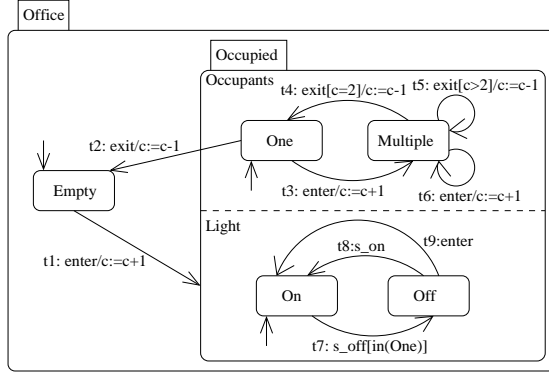 Office
Occupied
Occupants
t4: exit[c=2]/c:=c-1
t5: exit[c>2]/c:=c-1
t2: exit/c:=c-1
One
Multiple
Empty
t3: enter/c:=c+1
t6: enter/c:=c+1
Light
t9:enter
t8:s_on
t1: enter/c:=c+1
On
Off
t7: s_off[in(One)]